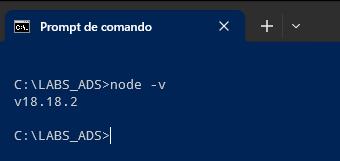 Prompt de comando
C:\LABS_ADS>node -v
v18.18.2
C:\LABS_ADS>